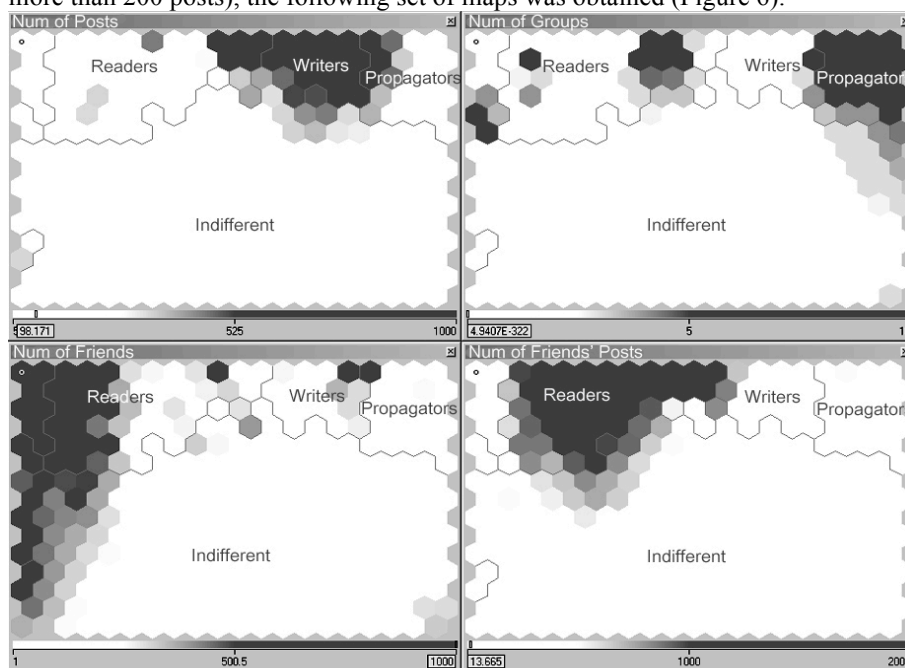 more than 200 posts), the following set of maps was obtained (Figure 6):
Num of Posts
Readers
Writers
Propagators
Indifferent
98.171
525
1000
Num of Groups
Readers
Writers
Propagator
Indifferent
4.9407E-322
5
1
Num of Friends
Readers
Writers
Propagators
Indifferent
1
500.5
1000
Num of Friends' Posts
Readers
Writers
Propagators
Indifferent
13.665
1000
200